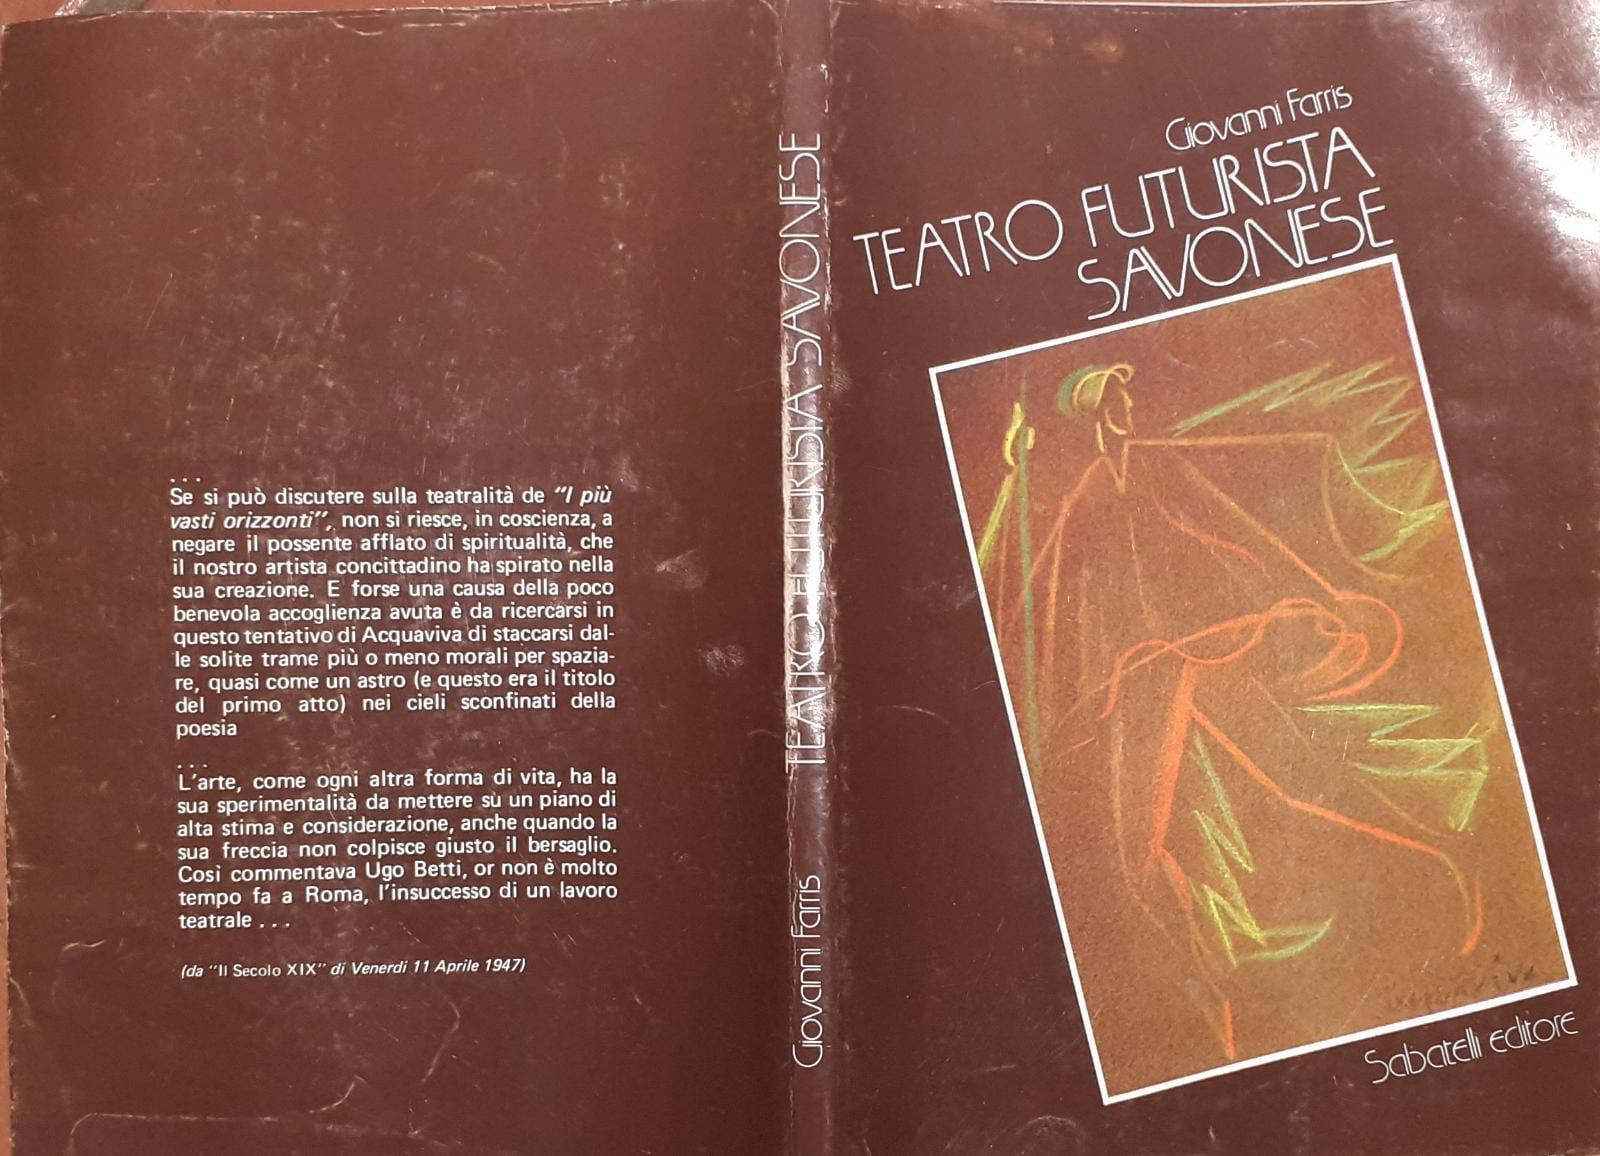 . . .
Se si può discutere sulla teatralità de "I più
vasti orizzonti", non si riesce, in coscienza, a
negare il possente afflato di spiritualità, che
il nostro artista concittadino ha spirato nella
sua creazione. E forse una causa della poco
benevola accoglienza avuta è da ricercarsi in
questo tentativo di Acquaviva di staccarsi dal-
le solite trame più o meno morali per spazia-
re, quasi come un astro (e questo era il titolo
del primo atto) nei cieli sconfinati della
poesia
. . .
L'arte, come ogni altra forma di vita, ha la
sua sperimentalità da mettere su un piano di
alta stima e considerazione, anche quando la
sua freccia non colpisce giusto il bersaglio.
Così commentava Ugo Betti, or non è molto
tempo fa a Roma, l'insuccesso di un lavoro
teatrale . . .
(da "Il Secolo XIX" di Venerdì 11 Aprile 1947)
Giovanni Farris TEATRO FUTURISTA SAVONESE
Giovanni Farris
TEATRO FUTURISTA
SAVONESE
Sabatelli editore